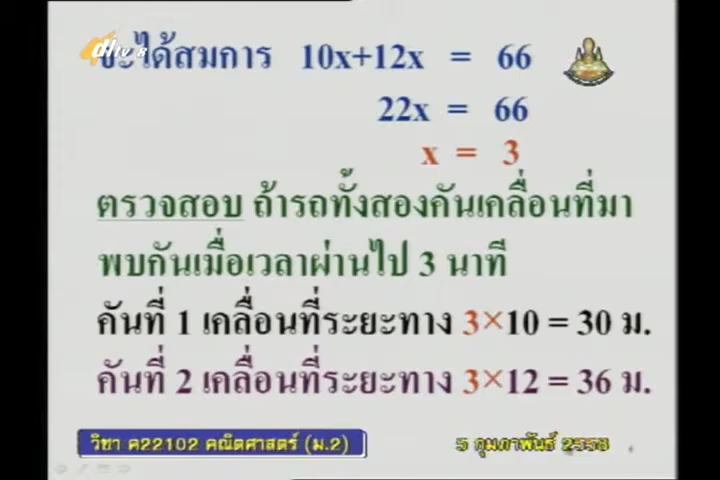 dltv 8
จะได้สมการ 10x+12x = 66
22x = 66
x = 3
ตรวจสอบ ถ้ารถทั้งสองคันเคลื่อนที่มา
พบกันเมื่อเวลาผ่านไป 3 นาที
คันที่ 1 เคลื่อนที่ระยะทาง 3×10 = 30 ม.
คันที่ 2 เคลื่อนที่ระยะทาง 3×12 = 36 ม.
วิชา ค22102 คณิตศาสตร์ (ม.2)
5 กุมภาพันธ์ 2553